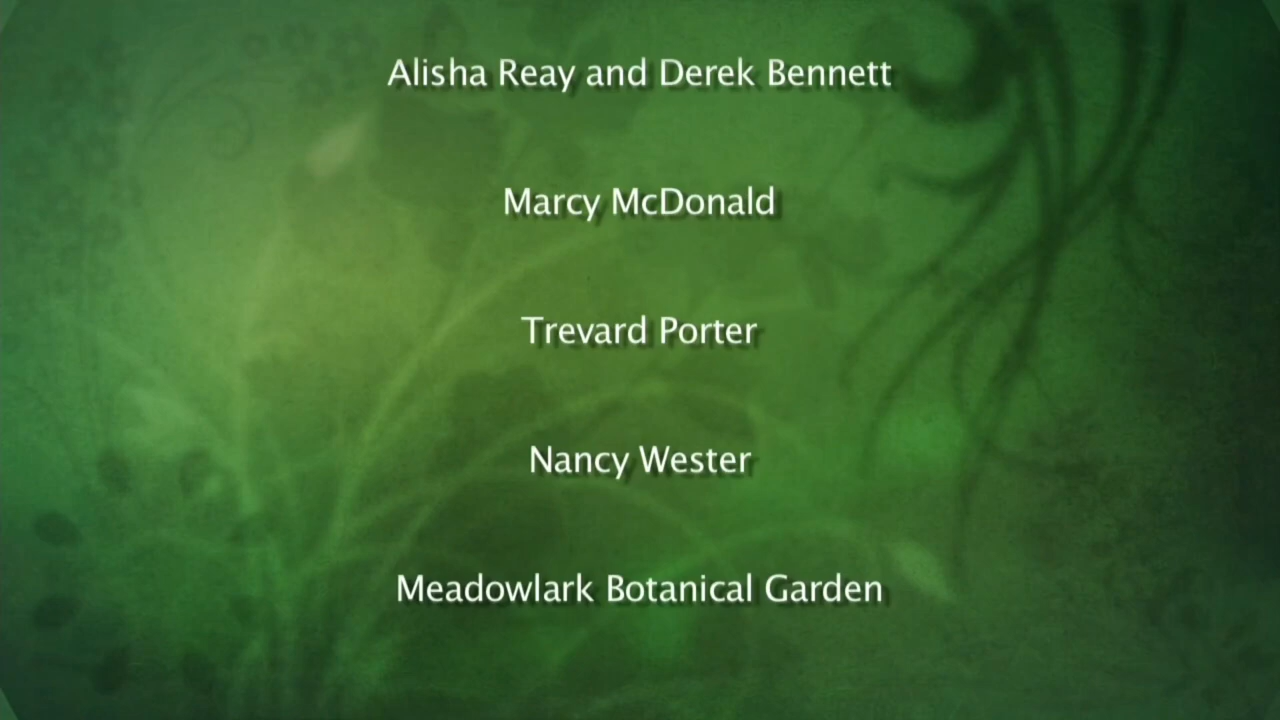 Alisha Reay and Derek Bennett
Marcy McDonald
Trevard Porter
Nancy Wester
Meadowlark Botanical Garden